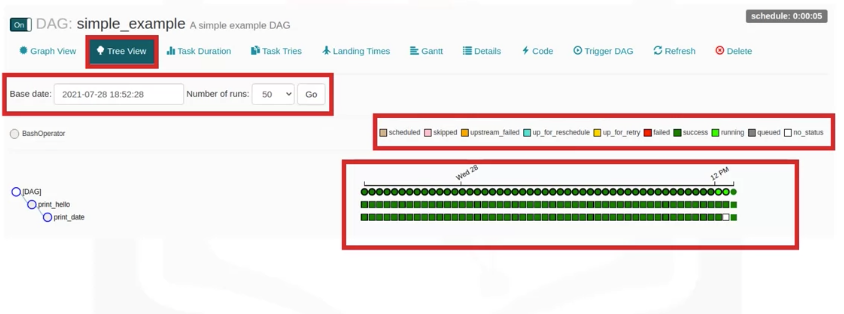 On DAG: simple_example A simple example DAG schedule: 0:00:05
Graph View Tree View Task Duration Task Tries Landing Times Gantt Details Code Trigger DAG Refresh Delete
Base date: 2021-07-28 18:52:28 Number of runs: 50 Go
BashOperator scheduled skipped upstream_failed up_for_reschedule up_for_retry failed success running queued no_status
Wed 28 12 PM
[DAG]
print_hello
print_date